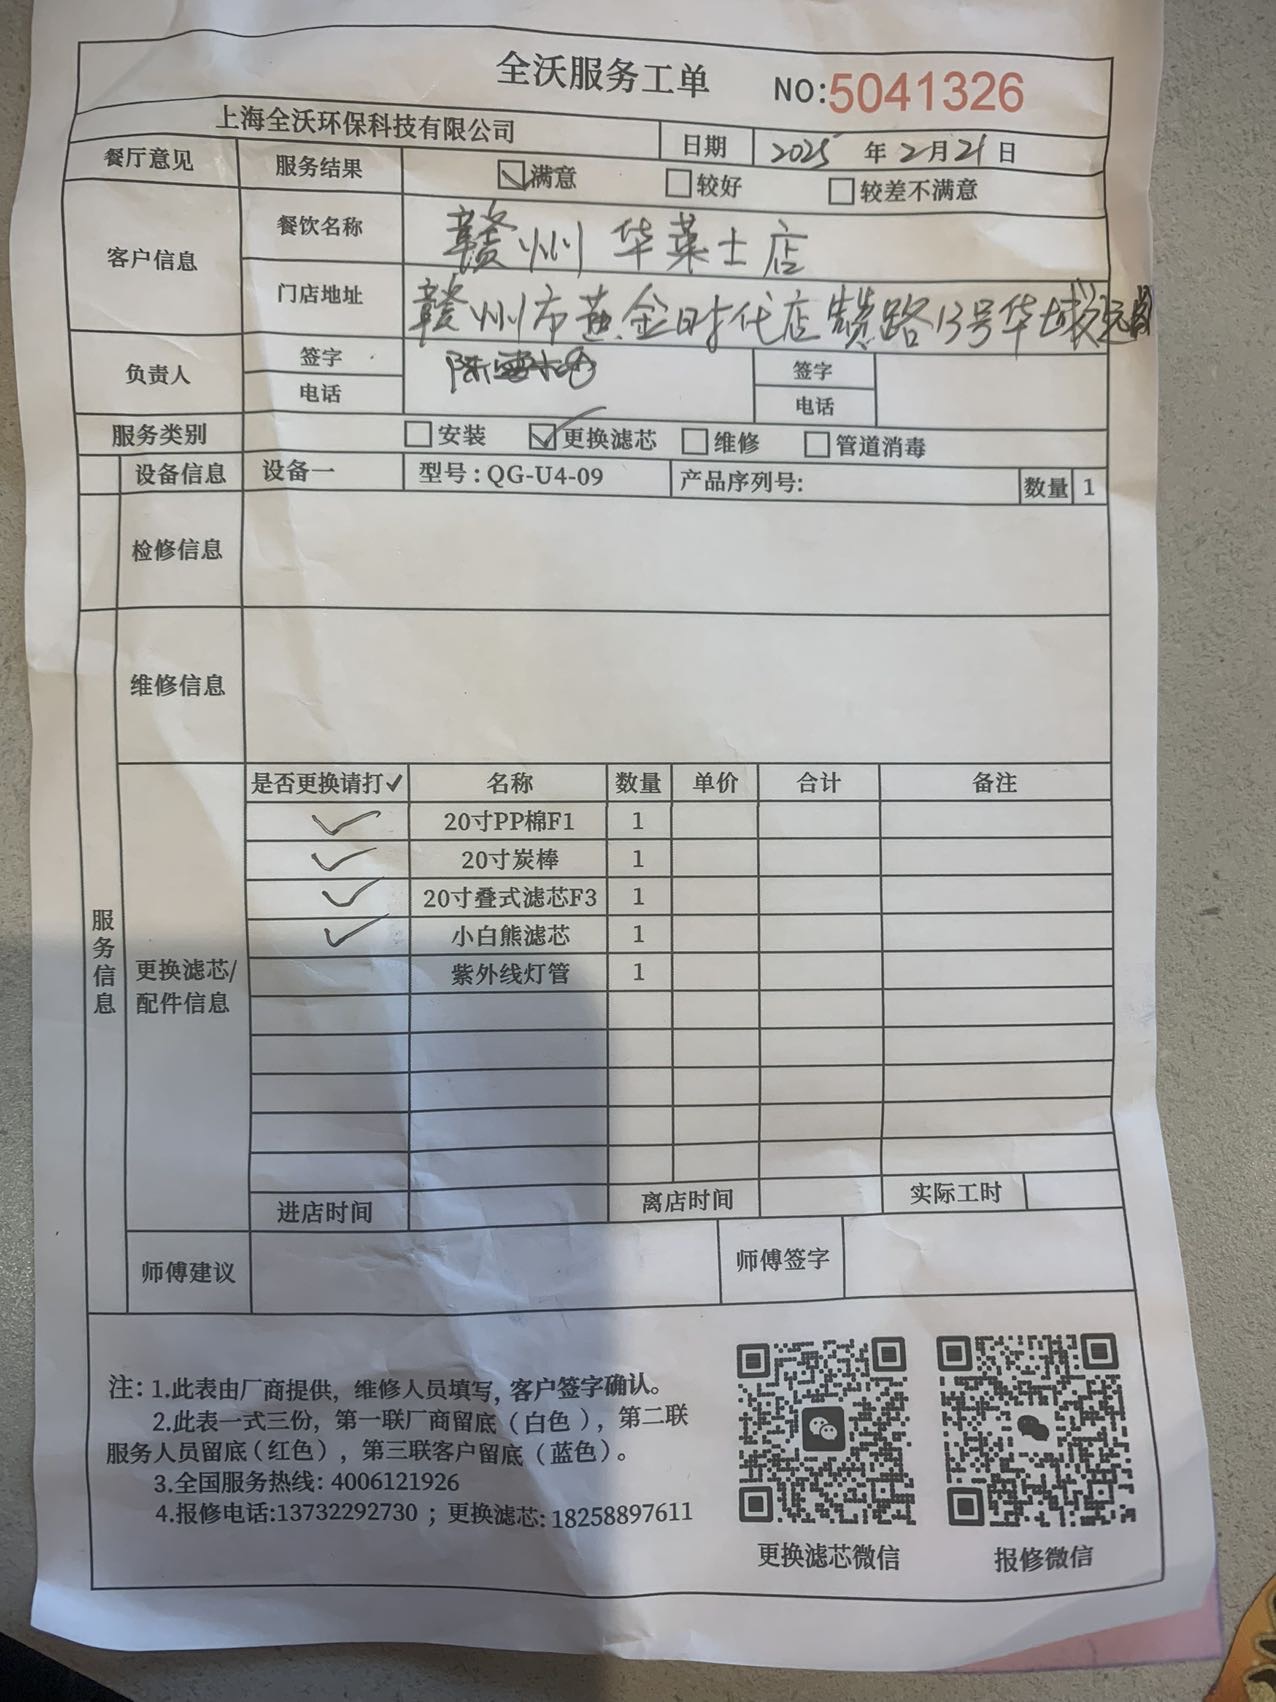 全沃服务工单 NO:5041326
上海全沃环保科技有限公司 日期 2025 年 2 月 21 日
餐厅意见 服务结果 满意 较好 较差不满意
客户信息 餐饮名称 赣州 华莱士店
门店地址 赣州市黄金时代店 路13号华城
负责人 签字 陈 签字
电话 电话
服务类别 安装 更换滤芯 维修 管道消毒
设备信息 设备一 型号：QG-U4-09 产品序列号: 数量 1
检修信息
维修信息
服务信息
更换滤芯/
配件信息
是否更换请打✓ 名称 数量 单价 合计 备注
✓ 20寸PP棉F1 1
✓ 20寸炭棒 1
✓ 20寸叠式滤芯F3 1
✓ 小白熊滤芯 1
紫外线灯管 1
进店时间 离店时间 实际工时
师傅建议 师傅签字
注：1.此表由厂商提供，维修人员填写，客户签字确认。
2.此表一式三份，第一联厂商留底（白色），第二联
服务人员留底（红色），第三联客户留底（蓝色）。
3.全国服务热线：4006121926
4.报修电话:13732292730 ；更换滤芯: 18258897611
更换滤芯微信 报修微信